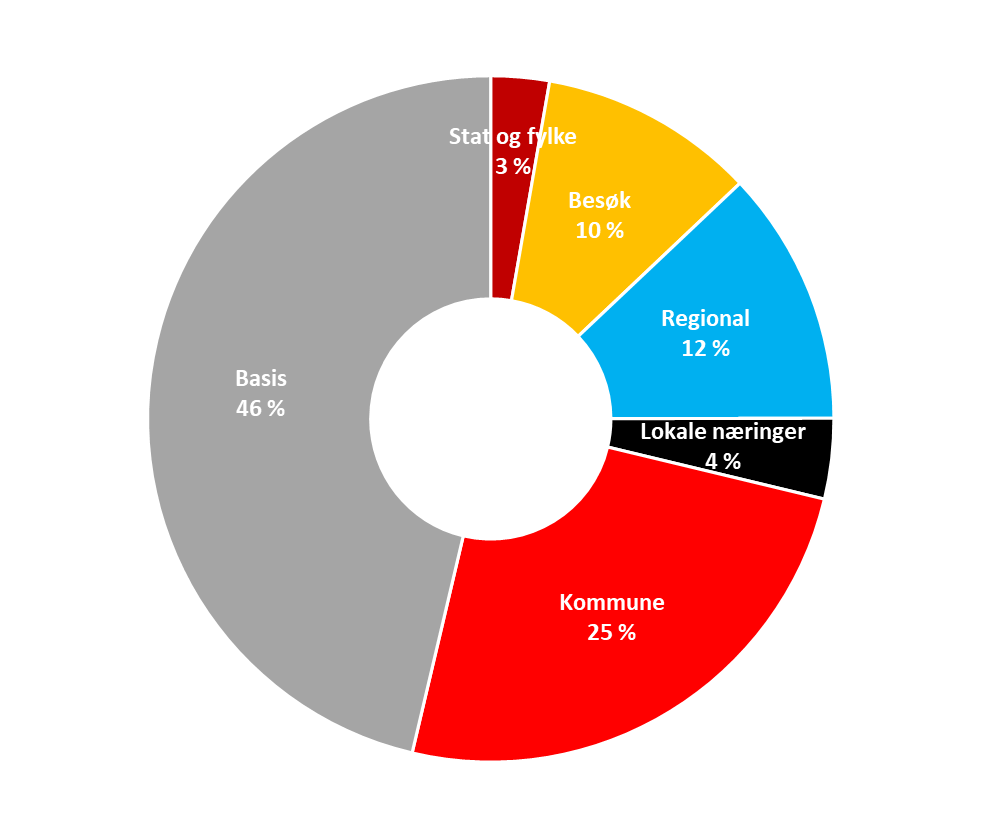 Stat og fylke
3 %
Besøk
10 %
Regional
12 %
Lokale næringer
4 %
Kommune
25 %
Basis
46 %